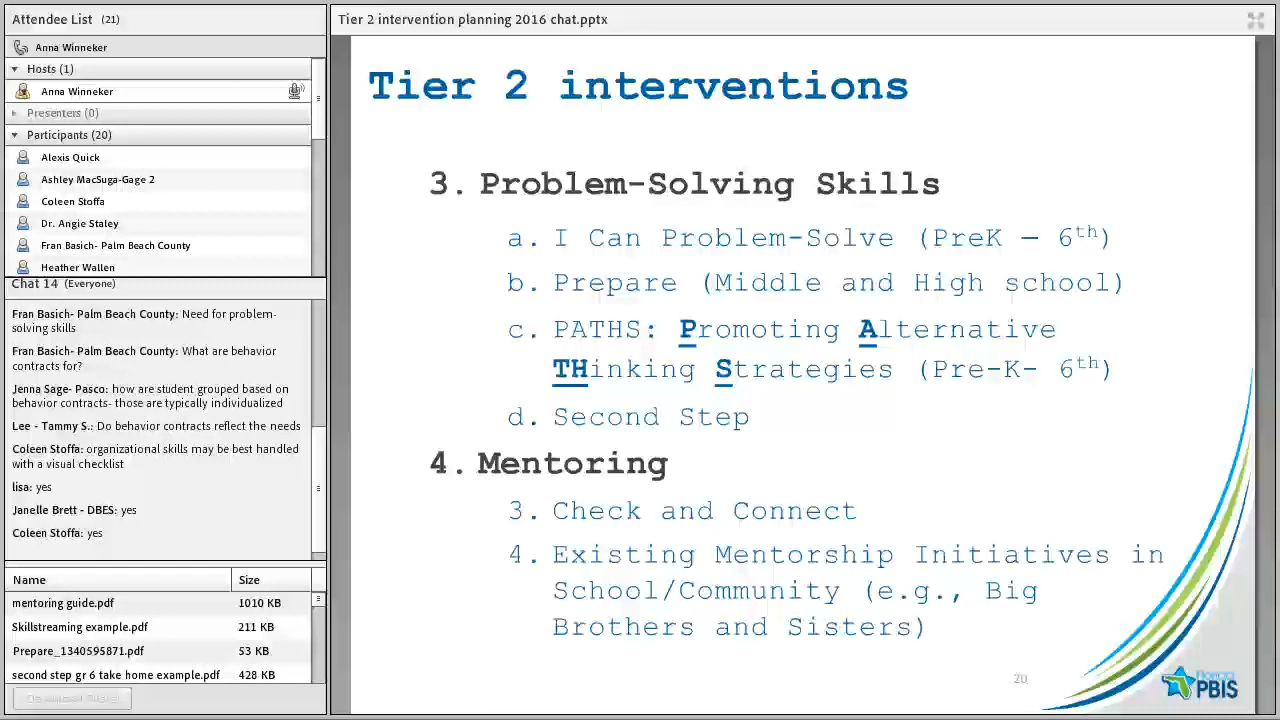 Attendee List (21)
Anna Winneker
Hosts (1)
Anna Winneker
Presenters (0)
Participants (20)
Alexis Quick
Ashley MacSuga-Gage 2
Coleen Stoffa
Dr. Angie Staley
Fran Basich- Palm Beach County
Heather Wallen
Chat 14 (Everyone)
Fran Basich- Palm Beach County: Need for problem-
solving skills
Fran Basich- Palm Beach County: What are behavior
contracts for?
Jenna Sage- Pasco: how are student grouped based on
behavior contracts- those are typically individualized
Lee - Tammy S.: Do behavior contracts reflect the needs
Coleen Stoffa: organizational skills may be best handled
with a visual checklist
lisa: yes
Janelle Brett - DBES: yes
Coleen Stoffa: yes
Name Size
mentoring guide.pdf 1010 KB
Skillstreaming example.pdf 211 KB
Prepare_1340595871.pdf 53 KB
second step gr 6 take home example.pdf 428 KB
Tier 2 intervention planning 2016 chat.pptx
Tier 2 interventions
3. Problem-Solving Skills
a. I Can Problem-Solve (PreK – 6th)
b. Prepare (Middle and High school)
c. PATHS: Promoting Alternative
THinking Strategies (Pre-K- 6th)
d. Second Step
4. Mentoring
3. Check and Connect
4. Existing Mentorship Initiatives in
School/Community (e.g., Big
Brothers and Sisters)
20
Florida
PBIS